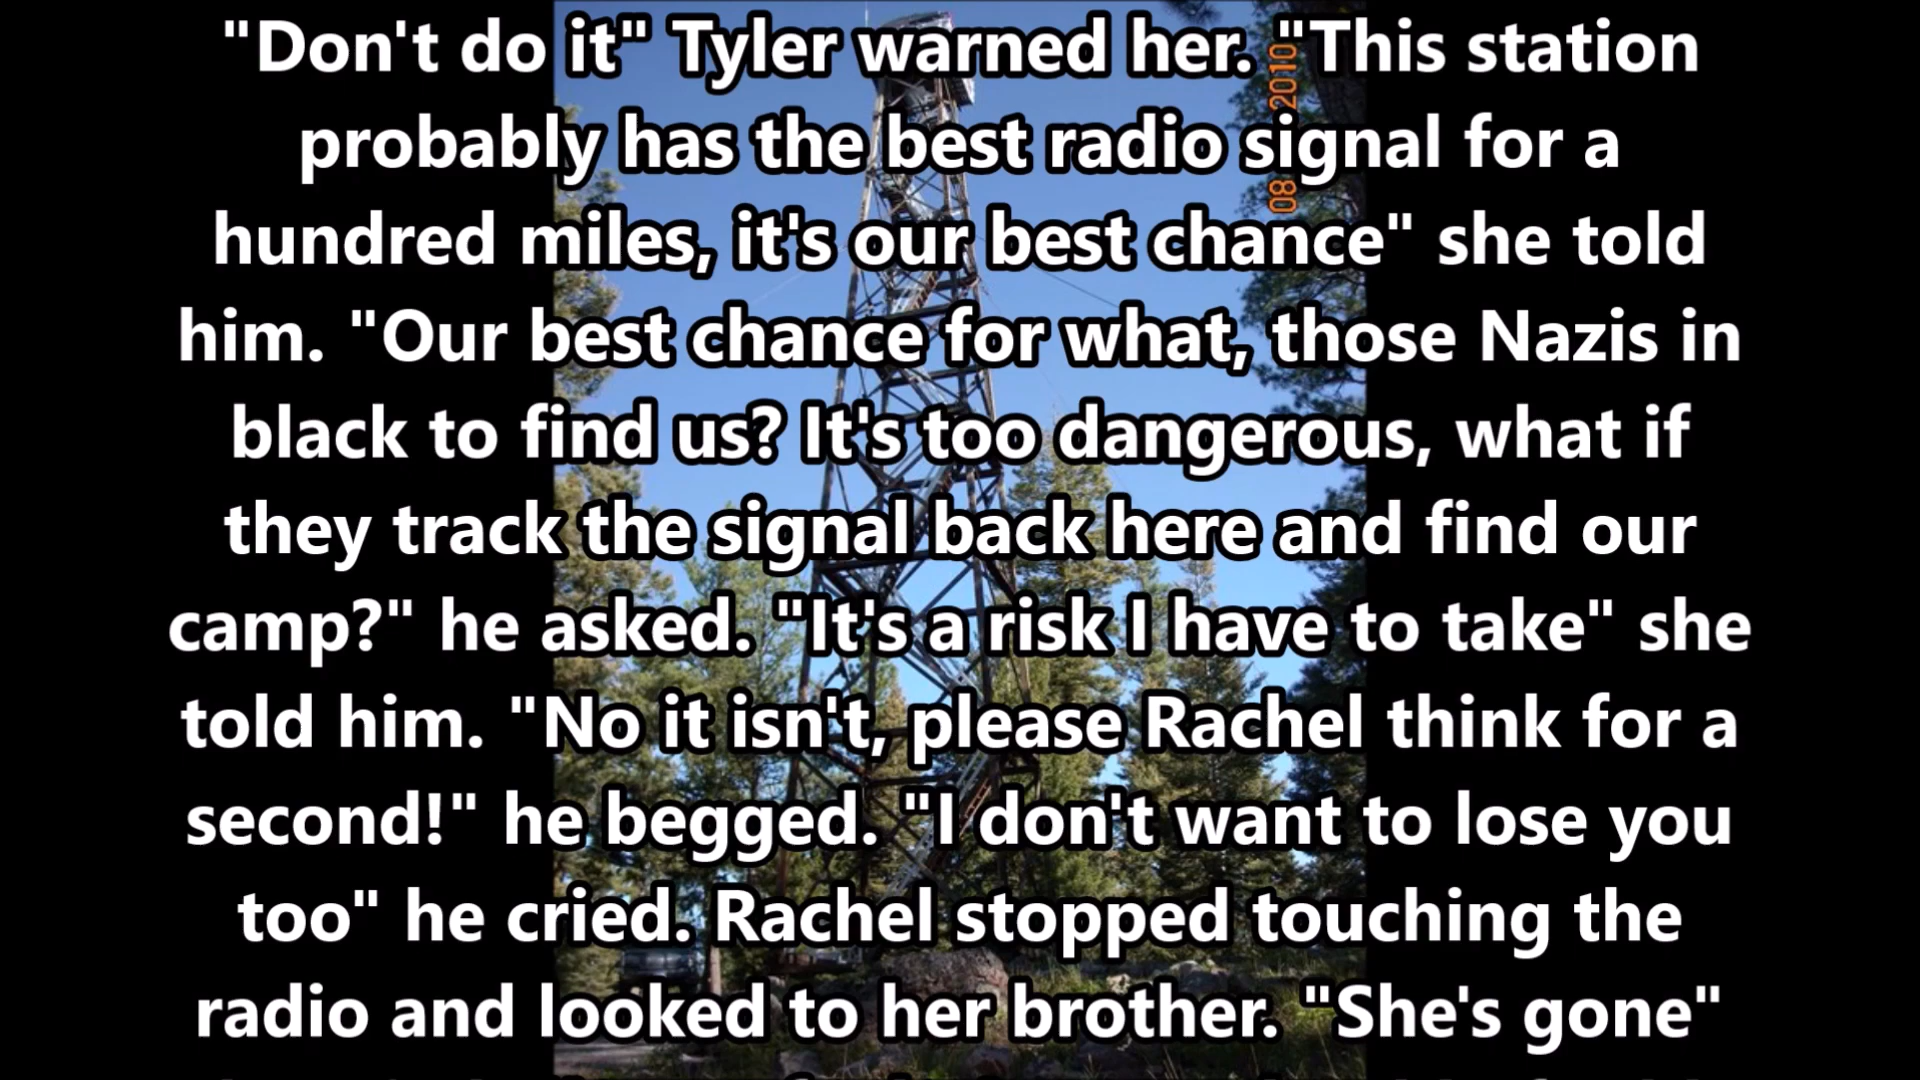 "Don't do it" Tyler warned her. "This station
probably has the best radio signal for a
hundred miles, it's our best chance" she told
him. "Our best chance for what, those Nazis in
black to find us? It's too dangerous, what if
they track the signal back here and find our
camp?" he asked. "It's a risk I have to take" she
told him. "No it isn't, please Rachel think for a
second!" he begged. "I don't want to lose you
too" he cried. Rachel stopped touching the
radio and looked to her brother. "She's gone"
08 2010